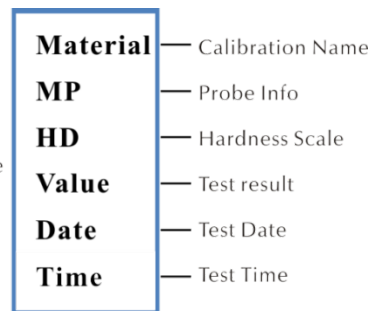 Material — Calibration Name
MP — Probe Info
HD — Hardness Scale
Value — Test result
Date — Test Date
Time — Test Time